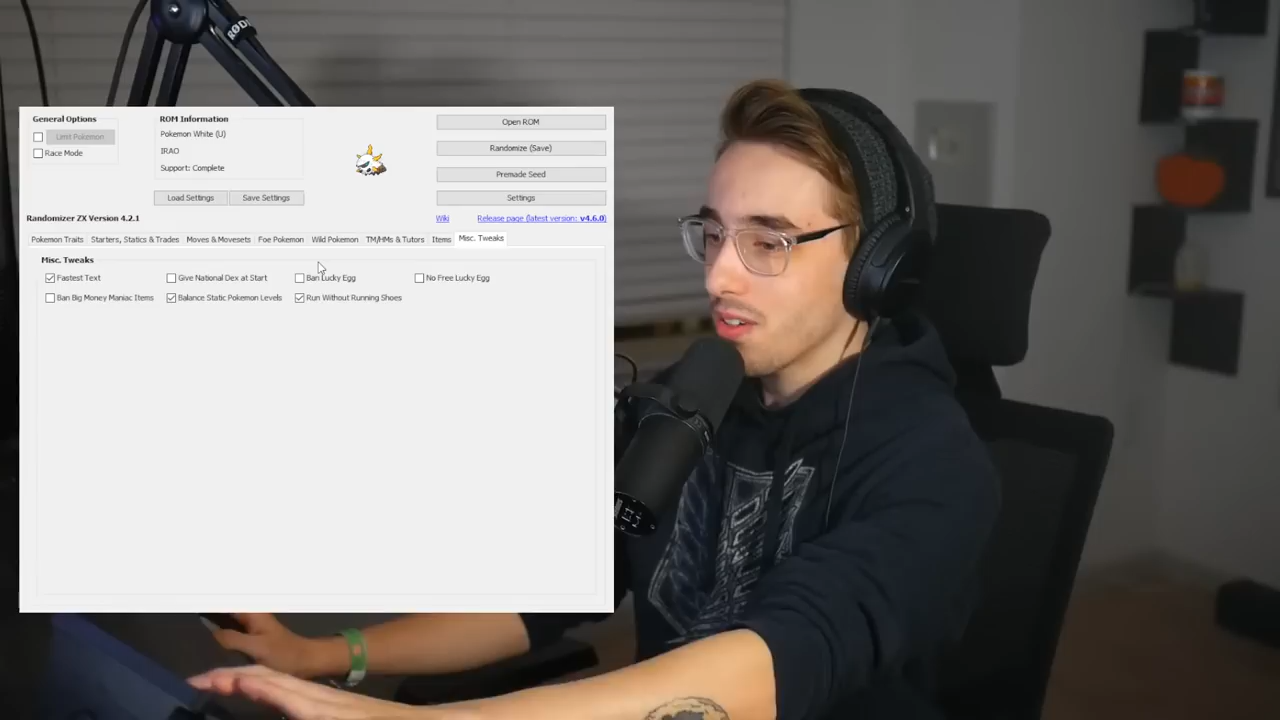 RØDE
General Options
Limit Pokemon
Race Mode
ROM Information
Pokemon White (U)
IRAO
Support: Complete
Open ROM
Randomize (Save)
Premade Seed
Settings
Load Settings
Save Settings
Randomizer ZX Version 4.2.1
Wiki
Release page (latest version: v4.6.0)
Pokemon Traits
Starters, Statics & Trades
Moves & Movesets
Foe Pokemon
Wild Pokemon
TM/HMs & Tutors
Items
Misc. Tweaks
Misc. Tweaks
Fastest Text
Give National Dex at Start
Ban Lucky Egg
No Free Lucky Egg
Ban Big Money Maniac Items
Balance Static Pokemon Levels
Run Without Running Shoes